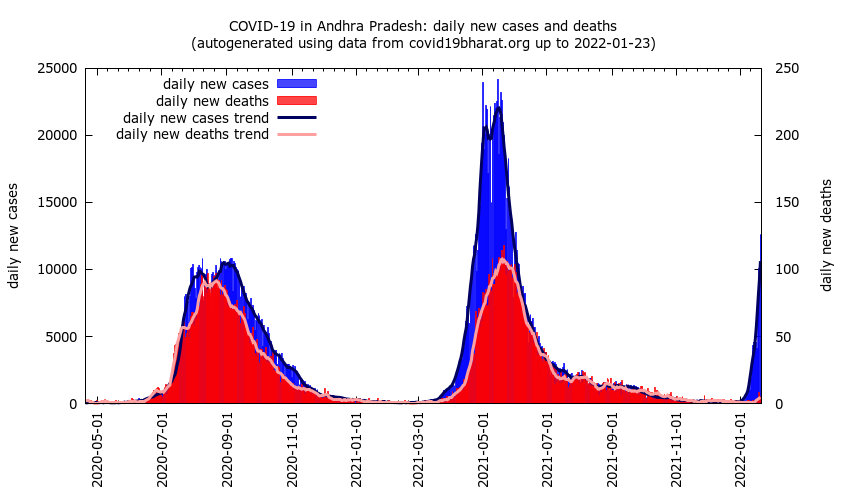 COVID-19 in Andhra Pradesh: daily new cases and deaths
(autogenerated using data from covid19bharat.org up to 2022-01-23)
daily new cases
daily new deaths
daily new cases trend
daily new deaths trend
25000
20000
15000
10000
5000
0
daily new cases
250
200
150
100
50
0
daily new deaths
2020-05-01
2020-07-01
2020-09-01
2020-11-01
2021-01-01
2021-03-01
2021-05-01
2021-07-01
2021-09-01
2021-11-01
2022-01-01